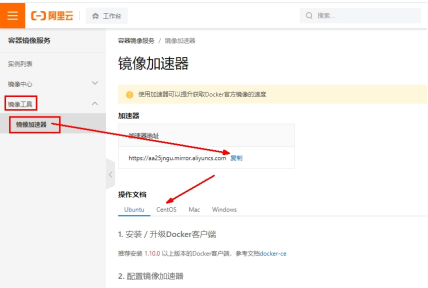 阿里云
工作台
搜索...
容器镜像服务
实例列表
镜像中心
镜像工具
镜像加速器
容器镜像服务 / 镜像加速器
镜像加速器
使用加速器可以提升获取Docker官方镜像的速度
加速器
加速器地址
https://aa25jngu.mirror.aliyuncs.com 复制
操作文档
Ubuntu CentOS Mac Windows
1. 安装 / 升级Docker客户端
推荐安装 1.10.0 以上版本的Docker客户端，参考文档docker-ce
2. 配置镜像加速器